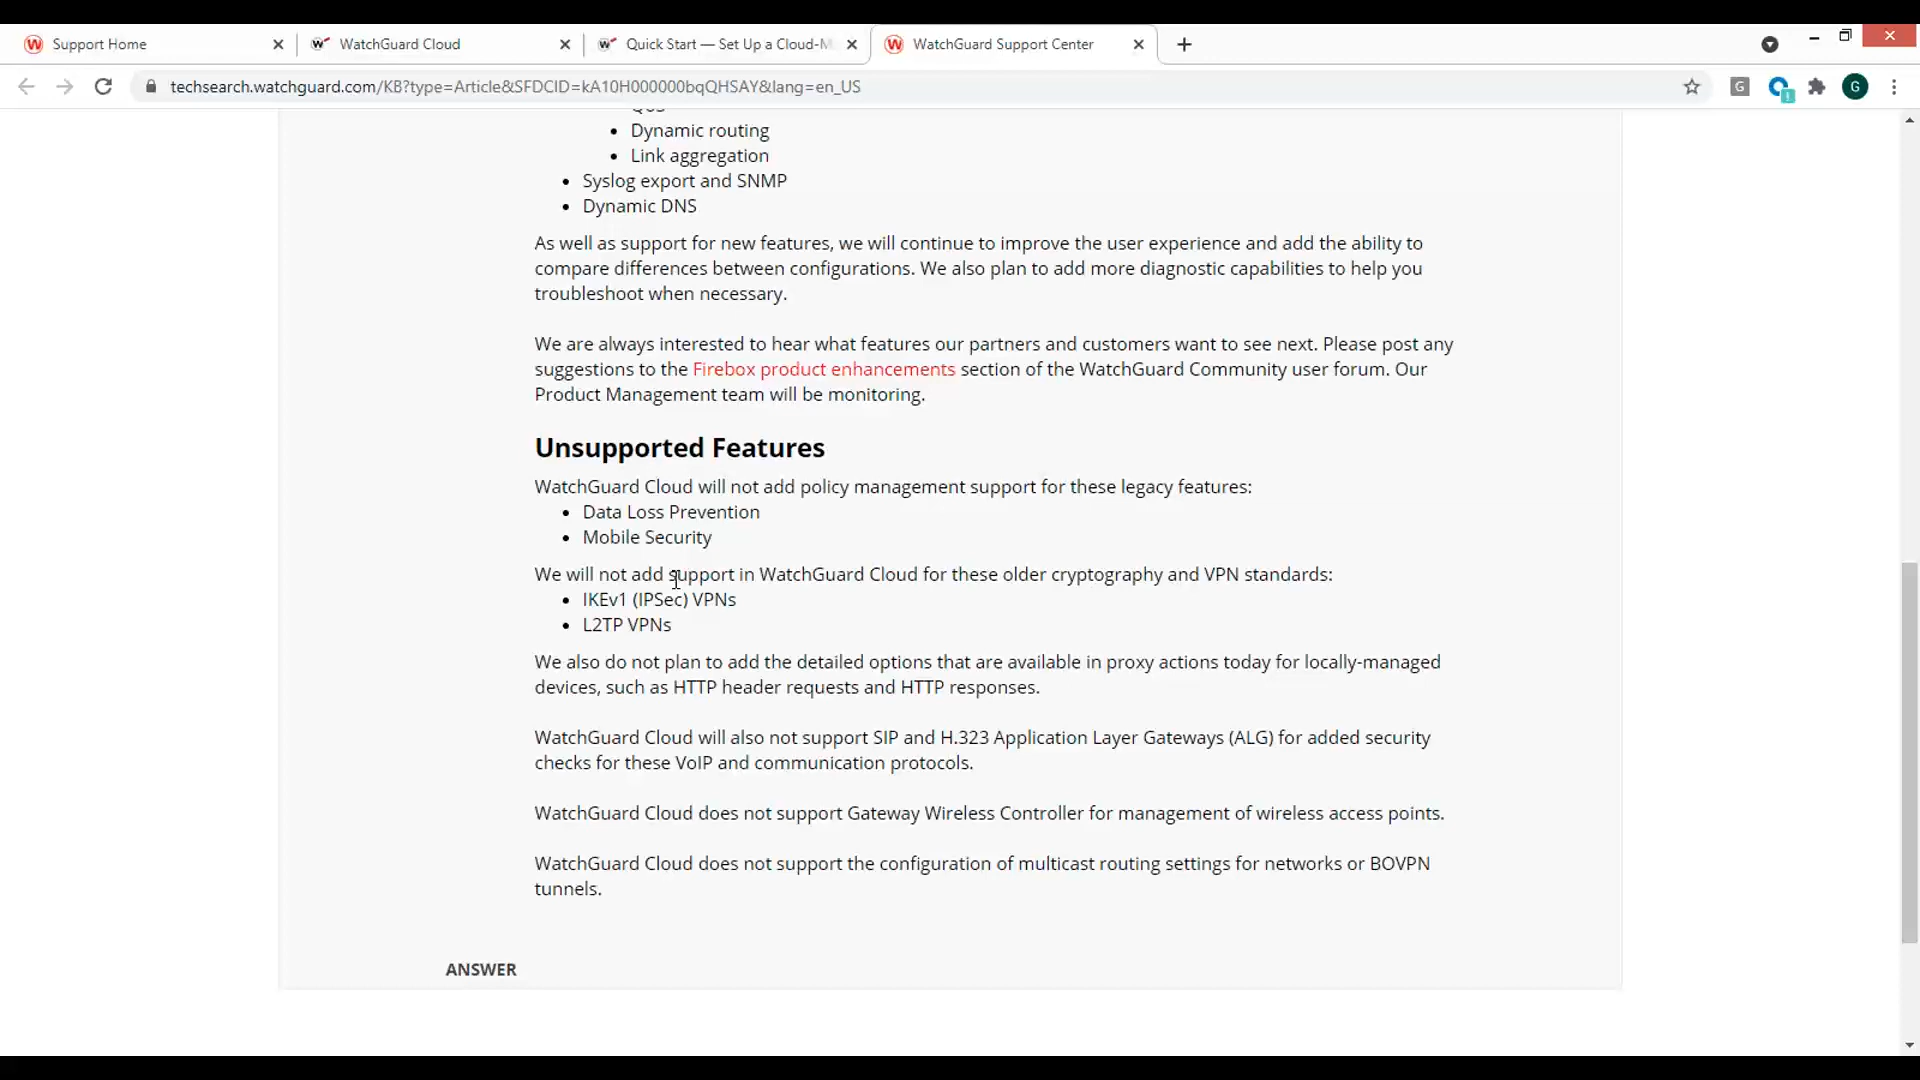 Support Home
WatchGuard Cloud
Quick Start — Set Up a Cloud-M
WatchGuard Support Center
techsearch.watchguard.com/KB?type=Article&SFDCID=kA10H000000bqQHSAY&lang=en_US
G
G
QoS
• Dynamic routing
• Link aggregation
• Syslog export and SNMP
• Dynamic DNS
As well as support for new features, we will continue to improve the user experience and add the ability to
compare differences between configurations. We also plan to add more diagnostic capabilities to help you
troubleshoot when necessary.
We are always interested to hear what features our partners and customers want to see next. Please post any
suggestions to the Firebox product enhancements section of the WatchGuard Community user forum. Our
Product Management team will be monitoring.
Unsupported Features
WatchGuard Cloud will not add policy management support for these legacy features:
• Data Loss Prevention
• Mobile Security
We will not add support in WatchGuard Cloud for these older cryptography and VPN standards:
• IKEv1 (IPSec) VPNs
• L2TP VPNs
We also do not plan to add the detailed options that are available in proxy actions today for locally-managed
devices, such as HTTP header requests and HTTP responses.
WatchGuard Cloud will also not support SIP and H.323 Application Layer Gateways (ALG) for added security
checks for these VoIP and communication protocols.
WatchGuard Cloud does not support Gateway Wireless Controller for management of wireless access points.
WatchGuard Cloud does not support the configuration of multicast routing settings for networks or BOVPN
tunnels.
ANSWER